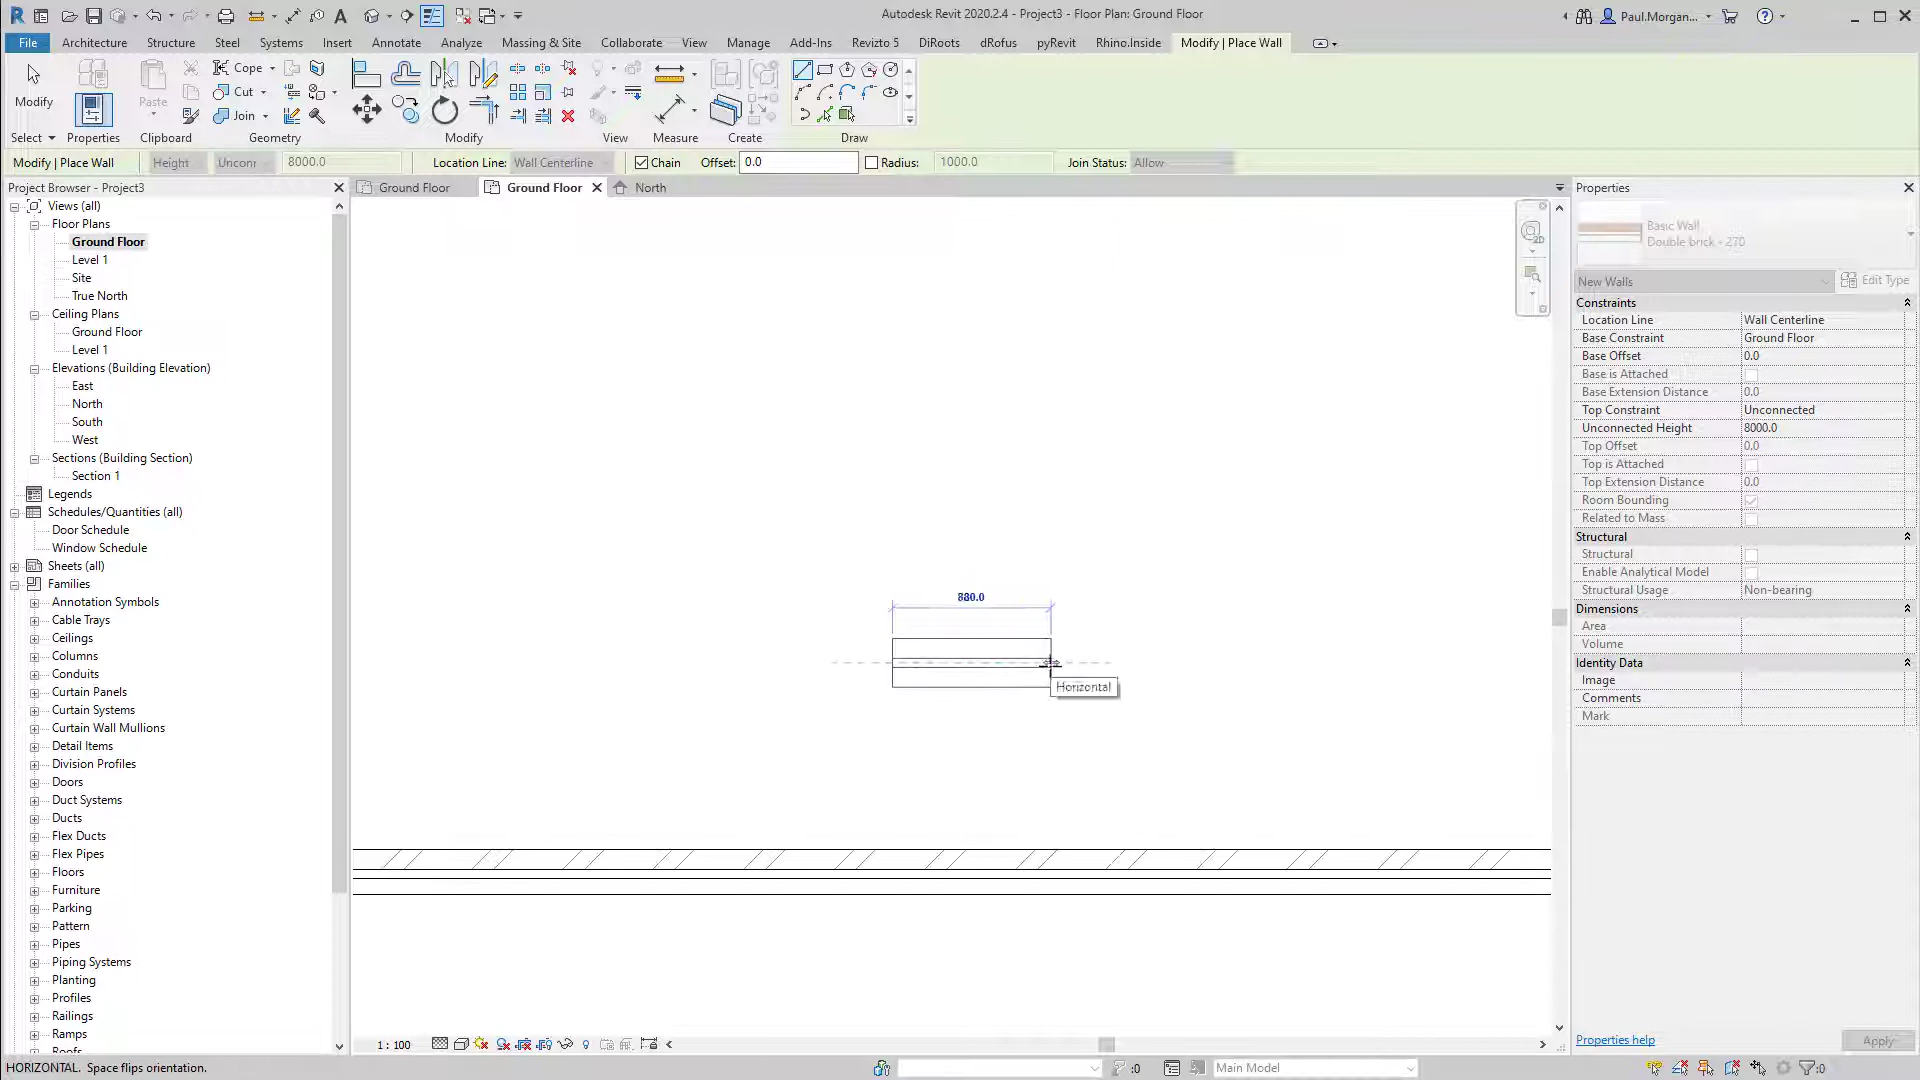 Autodesk Revit 2020.2.4 - Project3 - Floor Plan: Ground Floor
Paul.Morgan...
File Architecture Structure Steel Systems Insert Annotate Analyze Massing & Site Collaborate View Manage Add-Ins Revizto 5 DiRoots dRofus pyRevit Rhino.Inside Modify | Place Wall
Cope
Cut
Join
Modify
Paste
Select Properties Clipboard Geometry Modify View Measure Create Draw
Modify | Place Wall Height Unconr 8000.0 Location Line: Wall Centerline Chain Offset: 0.0 Radius: 1000.0 Join Status: Allow
Project Browser - Project3
Views (all)
Floor Plans
Ground Floor
Level 1
Site
True North
Ceiling Plans
Ground Floor
Level 1
Elevations (Building Elevation)
East
North
South
West
Sections (Building Section)
Section 1
Legends
Schedules/Quantities (all)
Door Schedule
Window Schedule
Sheets (all)
Families
Annotation Symbols
Cable Trays
Ceilings
Columns
Conduits
Curtain Panels
Curtain Systems
Curtain Wall Mullions
Detail Items
Division Profiles
Doors
Duct Systems
Ducts
Flex Ducts
Flex Pipes
Floors
Furniture
Parking
Pattern
Pipes
Piping Systems
Planting
Profiles
Railings
Ramps
Roofs
Ground Floor Ground Floor North
2D
880.0
Horizontal
1 : 100
Properties
Basic Wall
Double brick - 270
New Walls Edit Type
Constraints
Location Line Wall Centerline
Base Constraint Ground Floor
Base Offset 0.0
Base is Attached
Base Extension Distance 0.0
Top Constraint Unconnected
Unconnected Height 8000.0
Top Offset 0.0
Top is Attached
Top Extension Distance 0.0
Room Bounding
Related to Mass
Structural
Structural
Enable Analytical Model
Structural Usage Non-bearing
Dimensions
Area
Volume
Identity Data
Image
Comments
Mark
Properties help Apply
HORIZONTAL. Space flips orientation. :0 Main Model :0